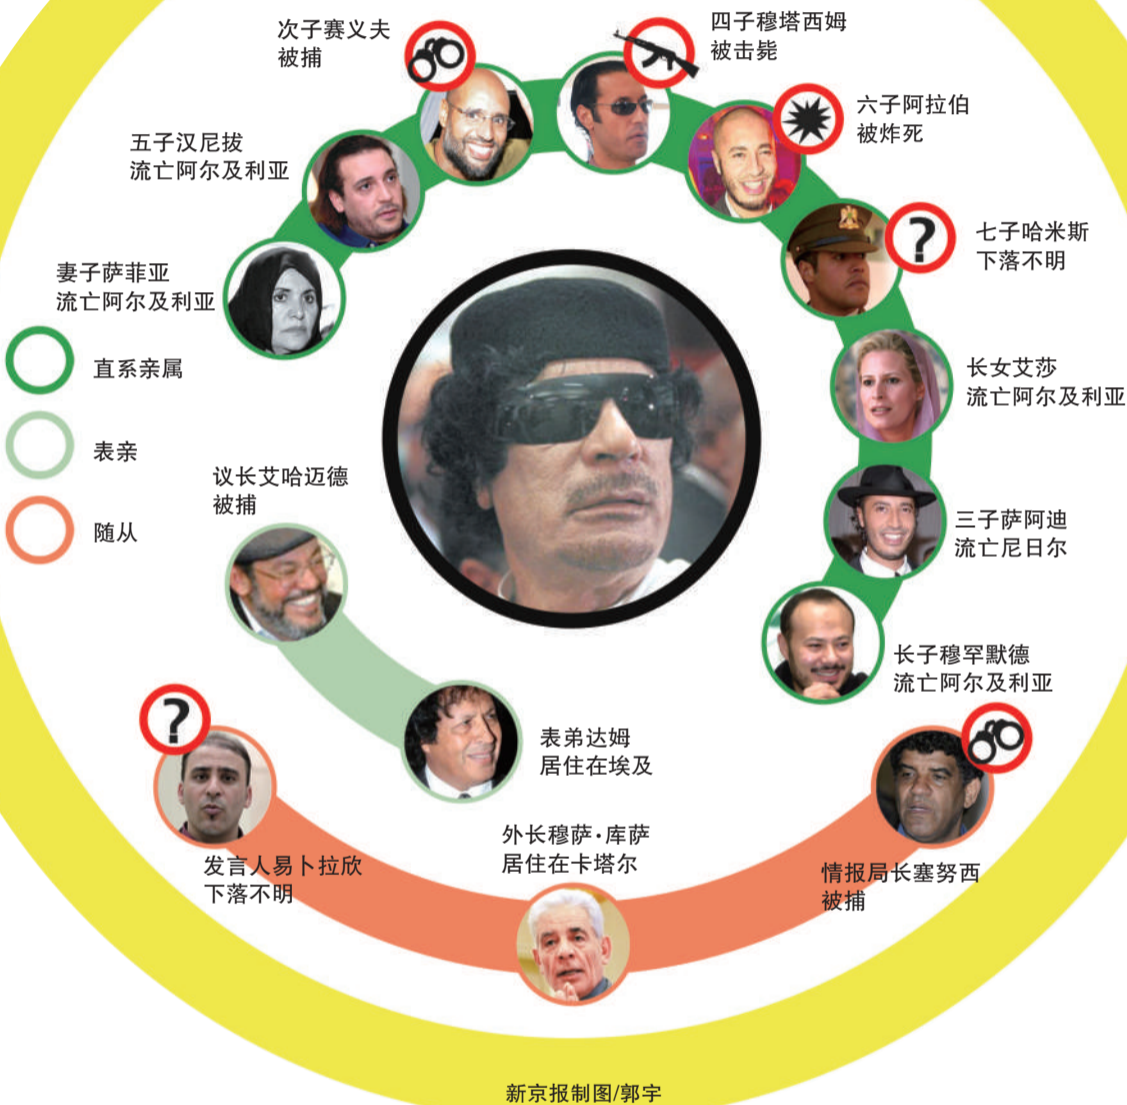 次子赛义夫
被捕
四子穆塔西姆
被击毙
六子阿拉伯
被炸死
五子汉尼拔
流亡阿尔及利亚
七子哈米斯
下落不明
妻子萨菲亚
流亡阿尔及利亚
直系亲属
表亲
随从
长女艾莎
流亡阿尔及利亚
议长艾哈迈德
被捕
三子萨阿迪
流亡尼日尔
长子穆罕默德
流亡阿尔及利亚
表弟达姆
居住在埃及
外长穆萨·库萨
居住在卡塔尔
发言人易卜拉欣
下落不明
情报局长塞努西
被捕
新京报制图/郭宇